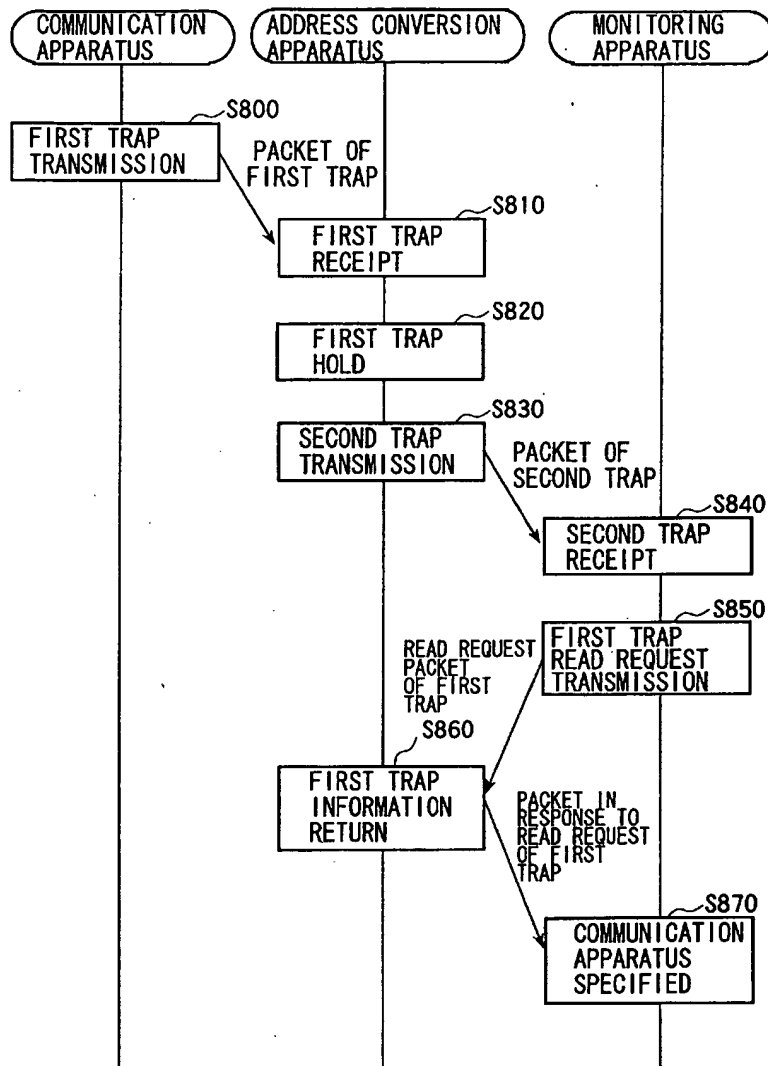 COMMUNICATION
APPARATUS
ADDRESS CONVERSION
APPARATUS
MONITORING
APPARATUS
S800
FIRST TRAP
TRANSMISSION
PACKET OF
FIRST TRAP
S810
FIRST TRAP
RECEIPT
S820
FIRST TRAP
HOLD
S830
SECOND TRAP
TRANSMISSION
PACKET OF
SECOND TRAP
S840
SECOND TRAP
RECEIPT
S850
FIRST TRAP
READ REQUEST
TRANSMISSION
READ REQUEST
PACKET
OF FIRST
TRAP
S860
FIRST TRAP
INFORMATION
RETURN
PACKET IN
RESPONSE TO
READ REQUEST
OF FIRST
TRAP
S870
COMMUNICATION
APPARATUS
SPECIFIED